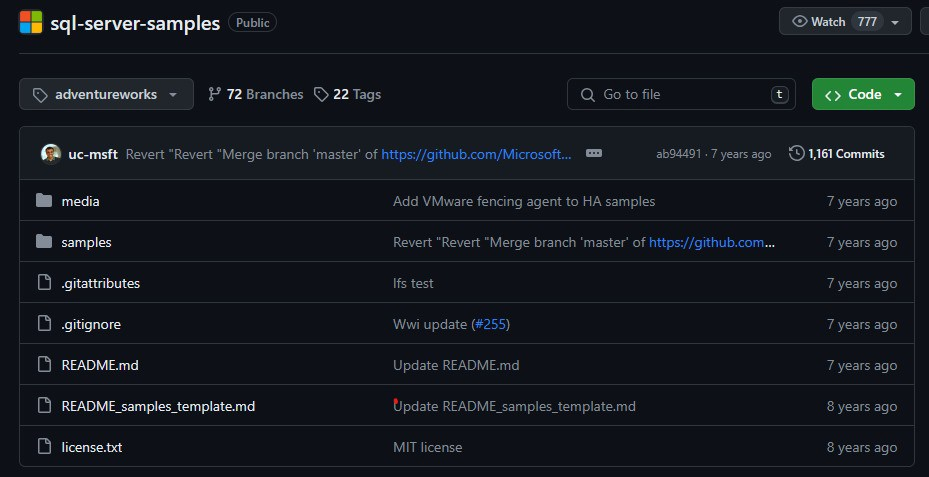 sql-server-samples Public Watch 777
adventureworks 72 Branches 22 Tags Go to file t Code
uc-msft Revert "Revert "Merge branch 'master' of https://github.com/Microsoft... ab94491 · 7 years ago 1,161 Commits
media Add VMware fencing agent to HA samples 7 years ago
samples Revert "Revert "Merge branch 'master' of https://github.com... 7 years ago
.gitattributes lfs test 7 years ago
.gitignore Wwi update (#255) 7 years ago
README.md Update README.md 7 years ago
README_samples_template.md Update README_samples_template.md 8 years ago
license.txt MIT license 8 years ago